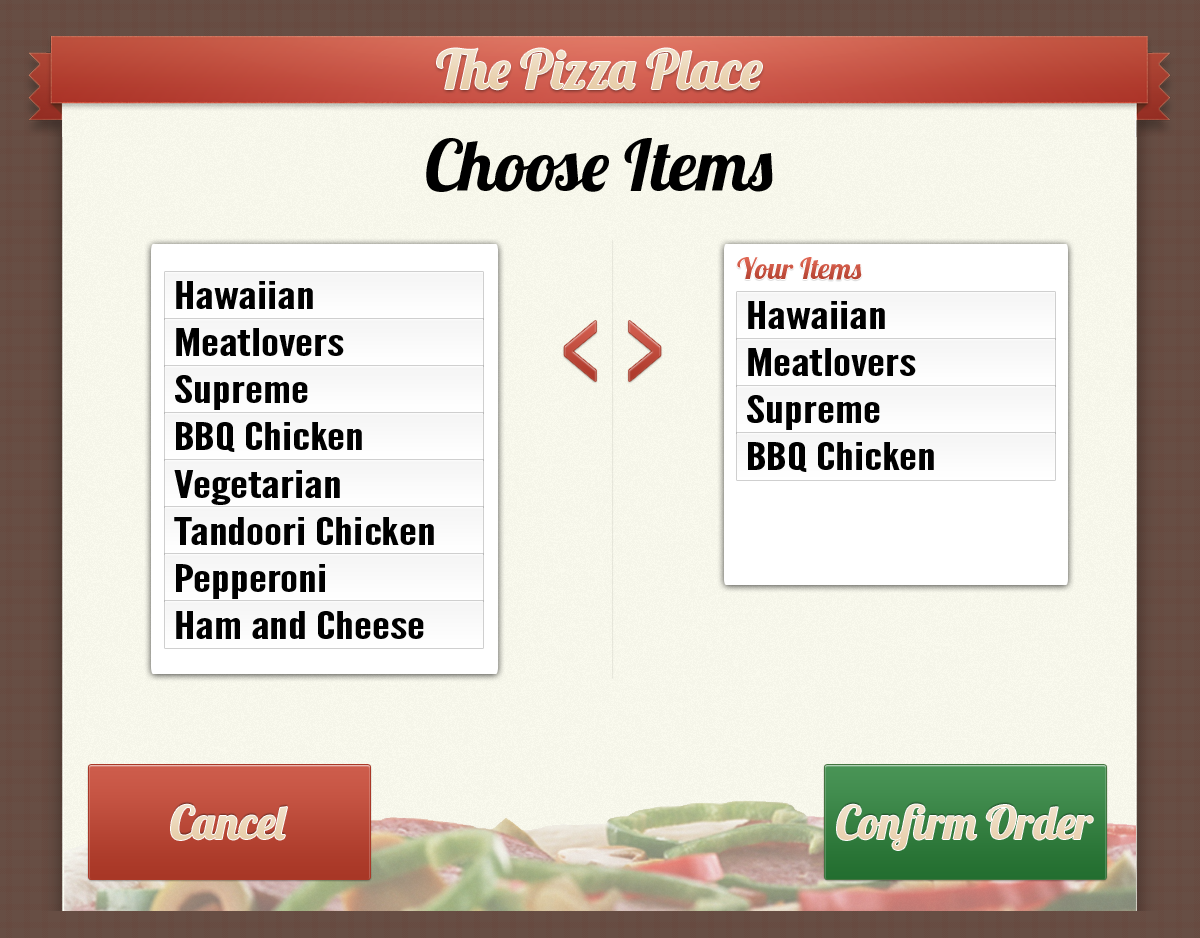 The Pizza Place
Choose Items
Hawaiian
Meatlovers
Supreme
BBQ Chicken
Vegetarian
Tandoori Chicken
Pepperoni
Ham and Cheese
Your Items
Hawaiian
Meatlovers
Supreme
BBQ Chicken
Cancel
Confirm Order